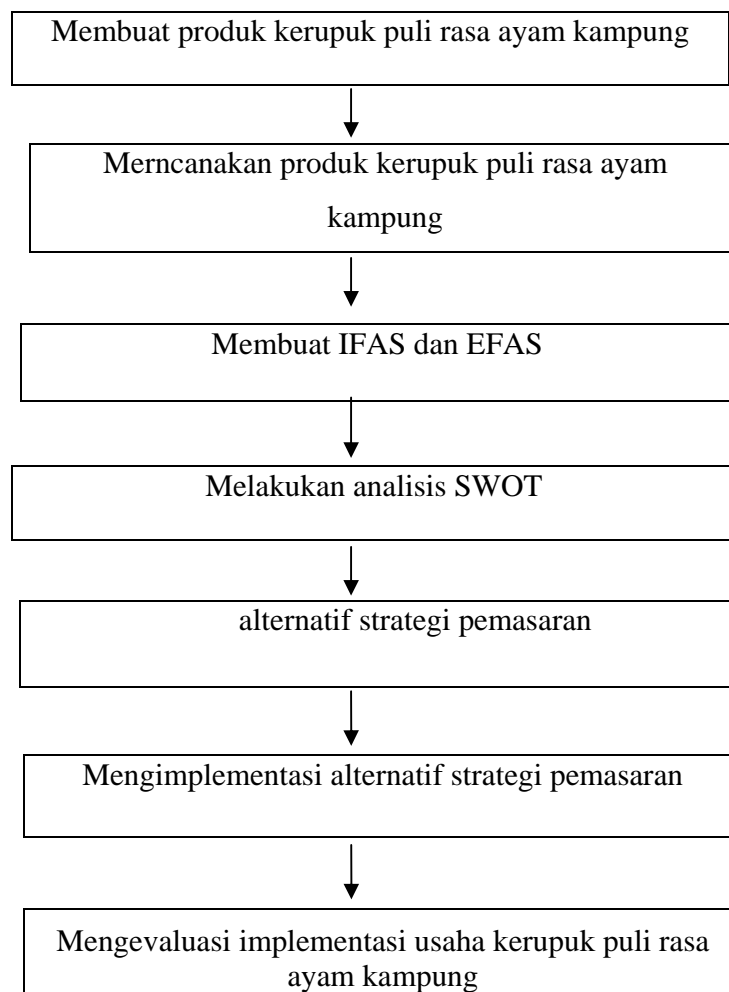 Membuat produk kerupuk puli rasa ayam kampung
Merncanakan produk kerupuk puli rasa ayam
kampung
Membuat IFAS dan EFAS
Melakukan analisis SWOT
alternatif strategi pemasaran
Mengimplementasi alternatif strategi pemasaran
Mengevaluasi implementasi usaha kerupuk puli rasa
ayam kampung